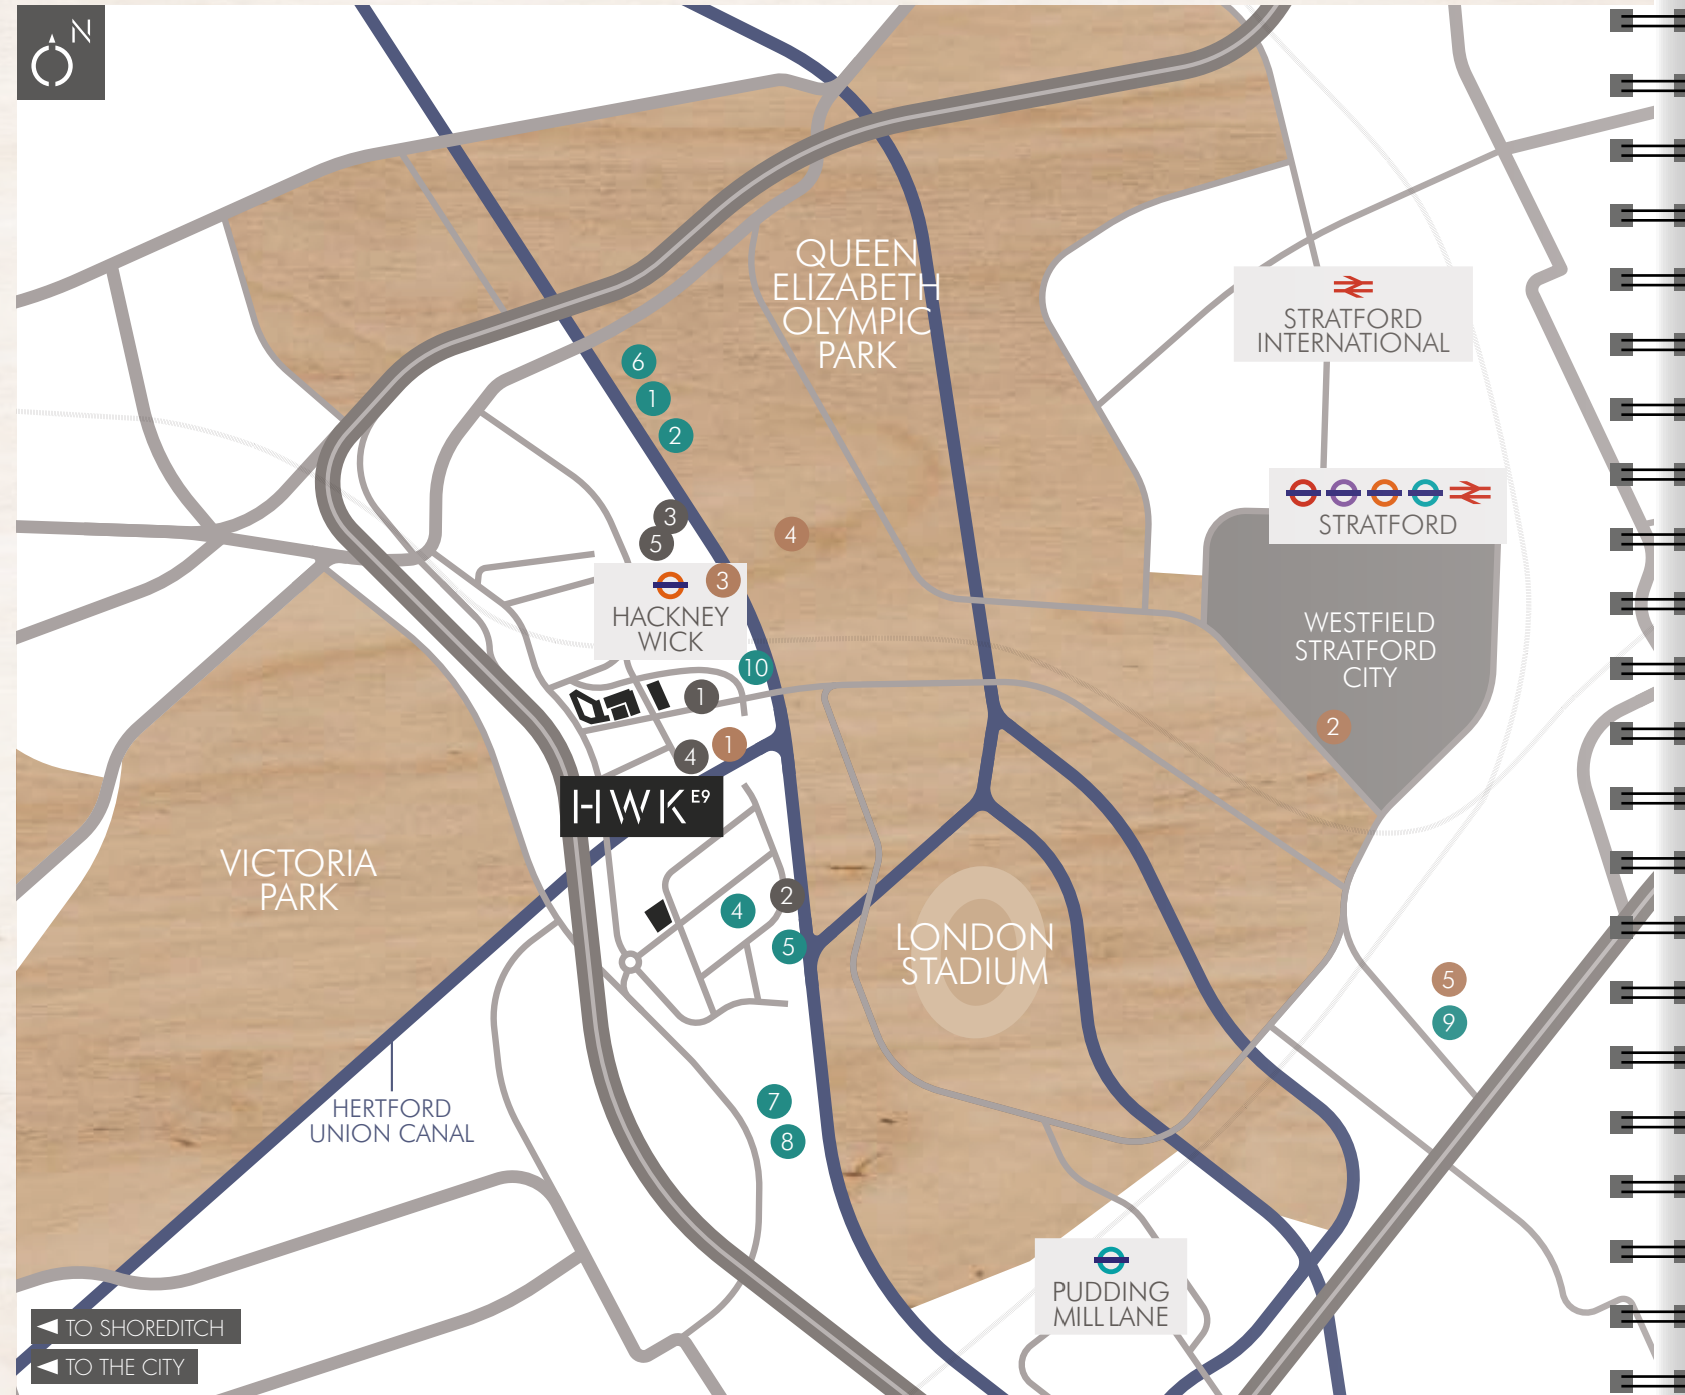 N
QUEEN
ELIZABETH
OLYMPIC
PARK
STRATFORD
INTERNATIONAL
6
1
2
3
5
4
STRATFORD
3
HACKNEY
WICK
WESTFIELD
STRATFORD
CITY
10
1
2
4
1
HWK E9
VICTORIA
PARK
2
4
5
LONDON
STADIUM
5
9
HERTFORD
UNION CANAL
7
8
PUDDING
MILL LANE
TO SHOREDITCH
TO THE CITY